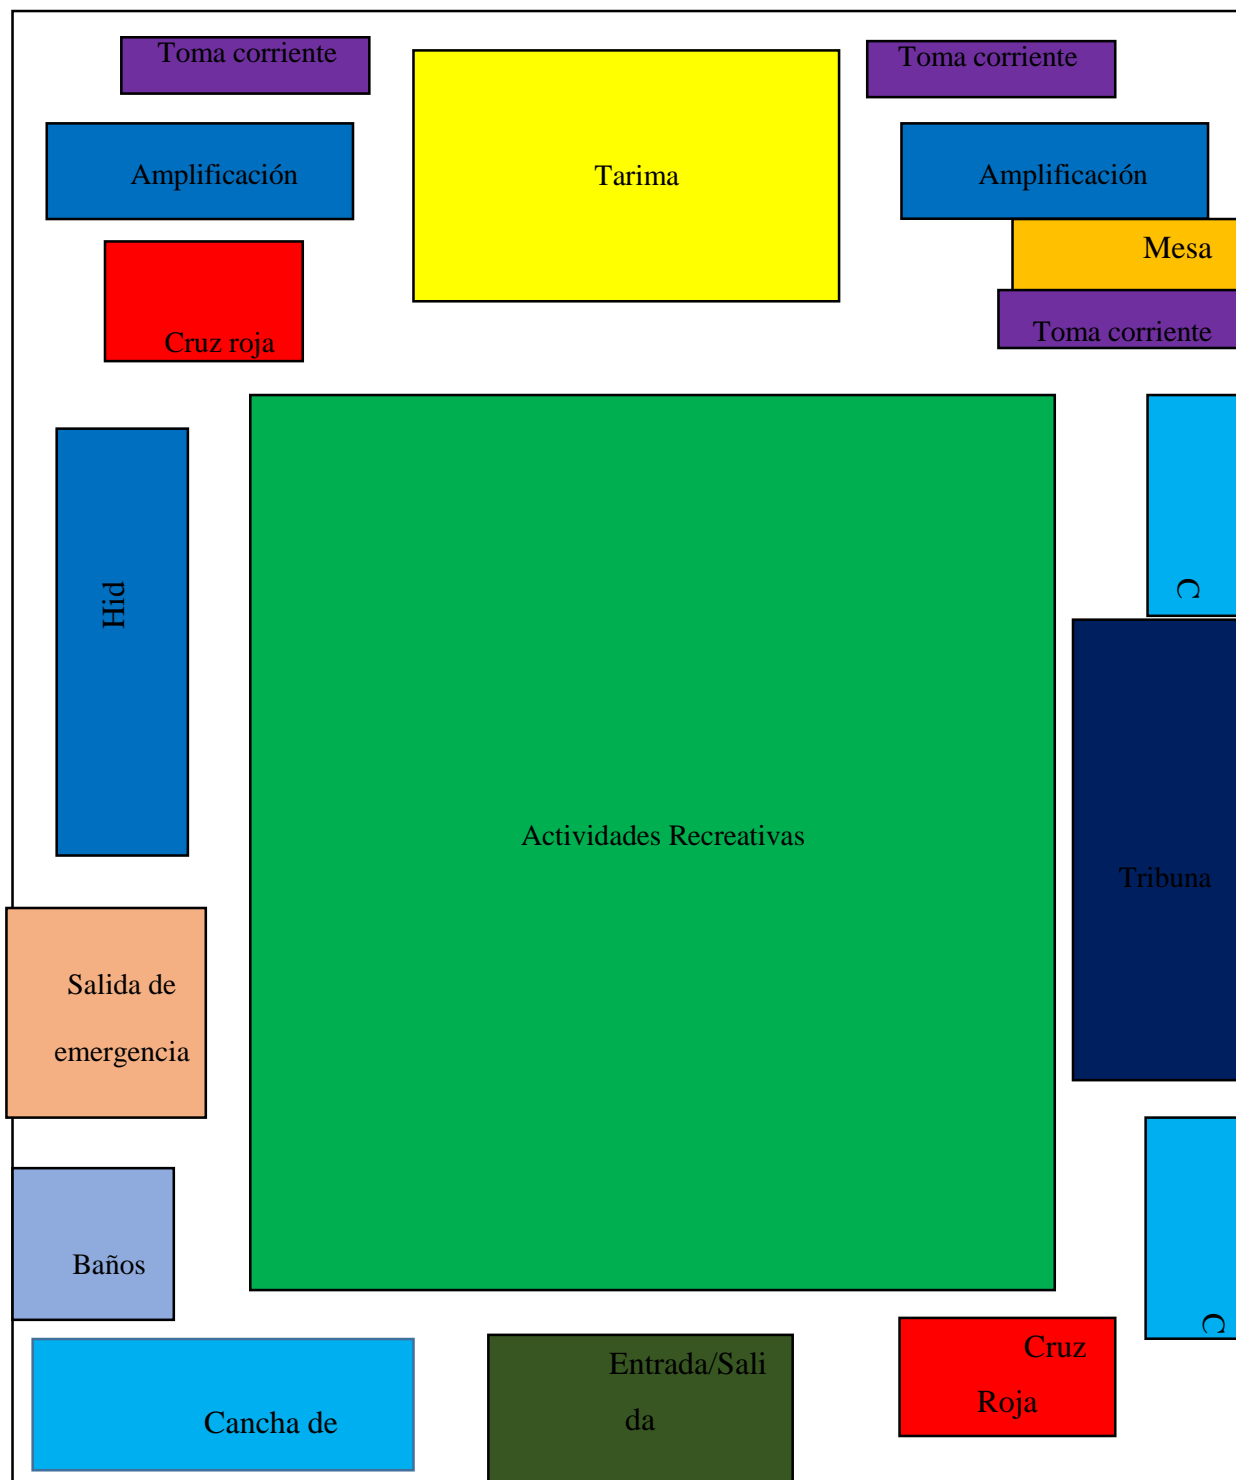 Toma corriente
Toma corriente
Amplificación
Tarima
Amplificación
Mesa
Toma corriente
Cruz roja
Hid
C
Actividades Recreativas
Tribuna
Salida de
emergencia
Baños
C
Cancha de
Entrada/Sali
da
Cruz
Roja